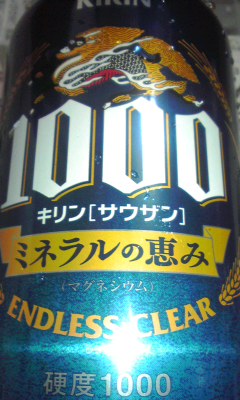 KIRIN
1000
キリン[サウザン]
ミネラルの恵み
(マグネシウム)
ENDLESS CLEAR
硬度1000